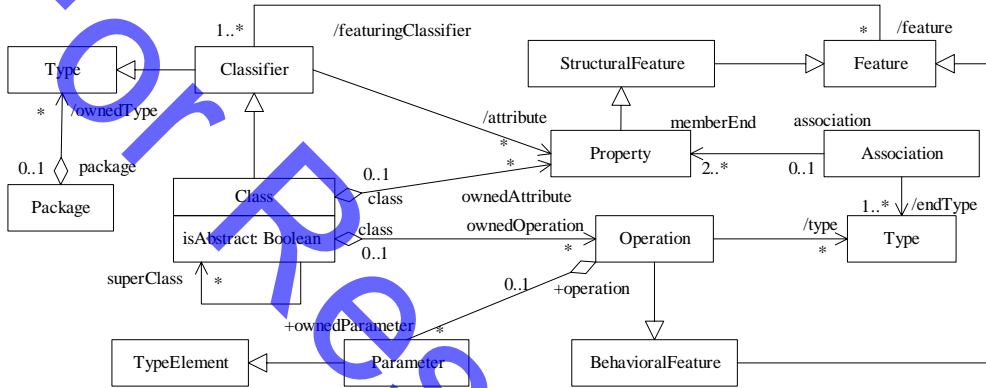 1..*
/featuringClassifier
*
/feature
Type
Classifier
StructuralFeature
Feature
*
/ownedType
/attribute
*
memberEnd
association
0..1
package
0..1
class
*
Property
2..*
0..1
Association
Package
Class
ownedAttribute
1..*
/endType
isAbstract: Boolean
class
0..1
ownedOperation
*
Operation
/type
*
Type
superClass
*
0..1
+operation
+ownedParameter
*
TypeElement
Parameter
BehavioralFeature
or Re